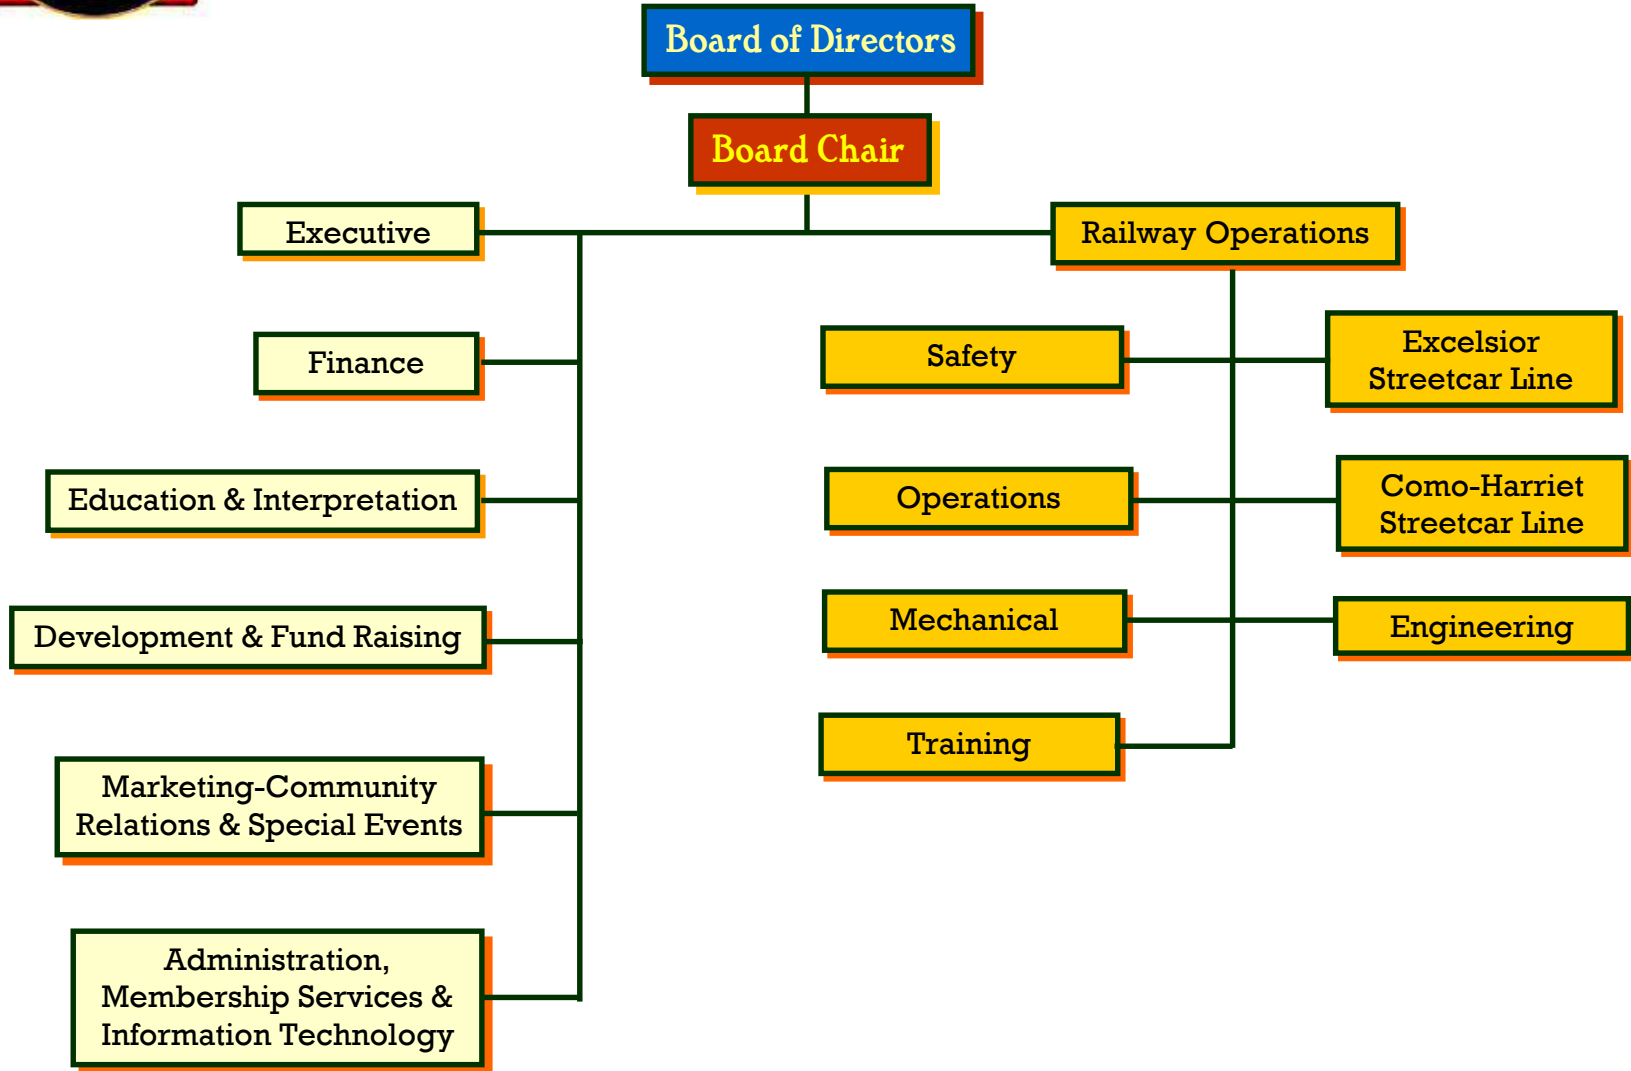 Board of Directors
Board Chair
Executive
Railway Operations
Finance
Safety
Excelsior
Streetcar Line
Education & Interpretation
Operations
Como-Harriet
Streetcar Line
Development & Fund Raising
Mechanical
Engineering
Marketing-Community
Relations & Special Events
Training
Administration,
Membership Services &
Information Technology